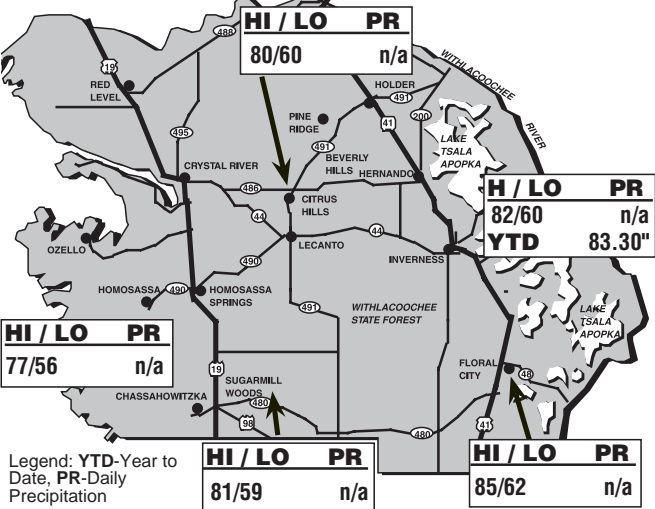 HI / LO PR
80/60 n/a
488
19
RED
LEVEL
WITHLACOOCHEE
RIVER
HOLDER
491
41
200
PINE
RIDGE
495
491
LAKE
TSALA
APOPKA
BEVERLY
HILLS
HERNANDO
CRYSTAL RIVER
486
H / LO PR
82/60 n/a
YTD 83.30"
CITRUS
HILLS
44
44
OZELLO
LECANTO
INVERNESS
490
HOMOSASSA
490
HOMOSASSA
SPRINGS
491
WITHLACOOCHEE
STATE FOREST
LAKE
TSALA
APOPKA
HI / LO PR
77/56 n/a
19
FLORAL
CITY
48
SUGARMILL
WOODS
CHASSAHOWITZKA
480
98
480
41
HI / LO PR
81/59 n/a
HI / LO PR
85/62 n/a
Legend: YTD-Year to
Date, PR-Daily
Precipitation